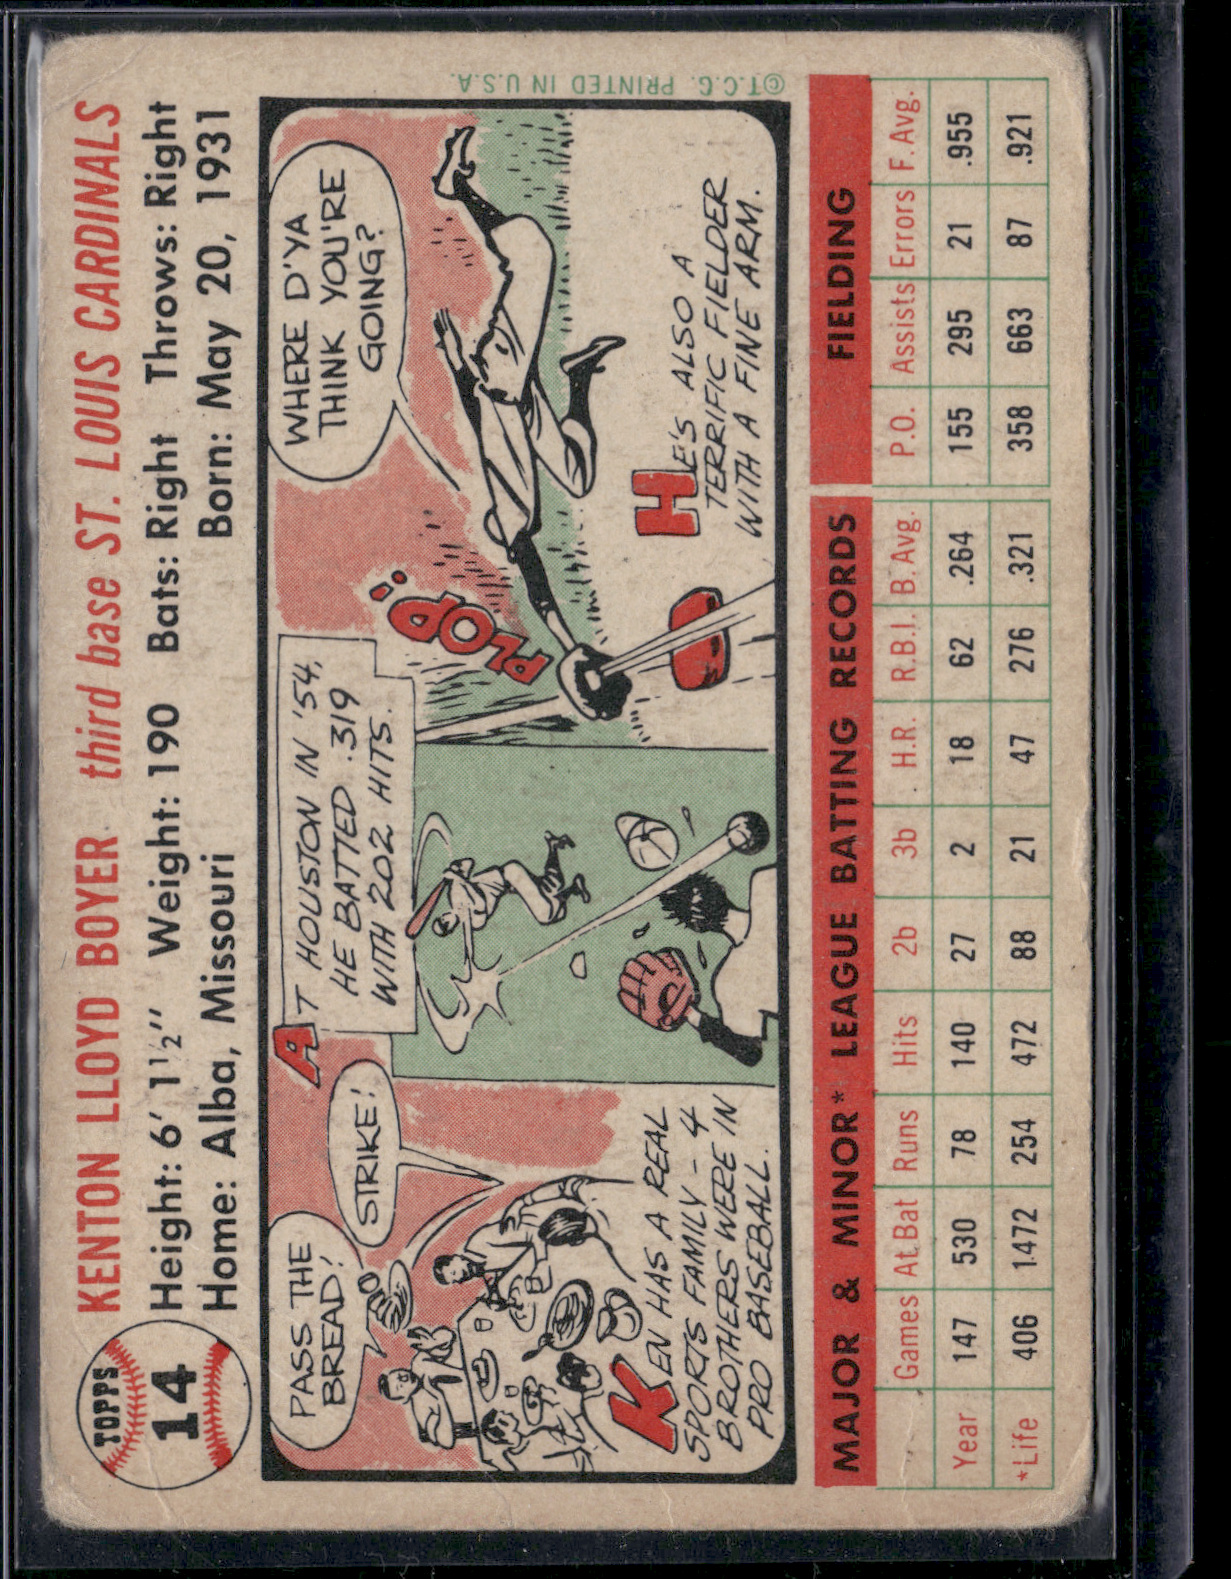 TOPPS
14
KENTON LLOYD BOYER third base ST. LOUIS CARDINALS
Height: 6' 1½" Weight: 190 Bats: Right Throws: Right
Home: Alba, Missouri Born: May 20, 1931
PASS THE
BREAD!
STRIKE!
KEN HAS A REAL
SPORTS FAMILY - 4
BROTHERS WERE IN
PRO BASEBALL.
AT HOUSTON IN '54,
HE BATTED .319
WITH 202 HITS.
WHERE D'YA
THINK YOU'RE
GOING?
PLOP!
HE'S ALSO A
TERRIFIC FIELDER
WITH A FINE ARM.
©T.C.G. PRINTED IN U.S.A.
MAJOR & MINOR* LEAGUE BATTING RECORDS FIELDING
Games At Bat Runs Hits 2b 3b H.R. R.B.I. B. Avg. P.O. Assists Errors F. Avg.
Year 147 530 78 140 27 2 18 62 .264 155 295 21 .955
*Life 406 1472 254 472 88 21 47 276 .321 358 663 87 .921